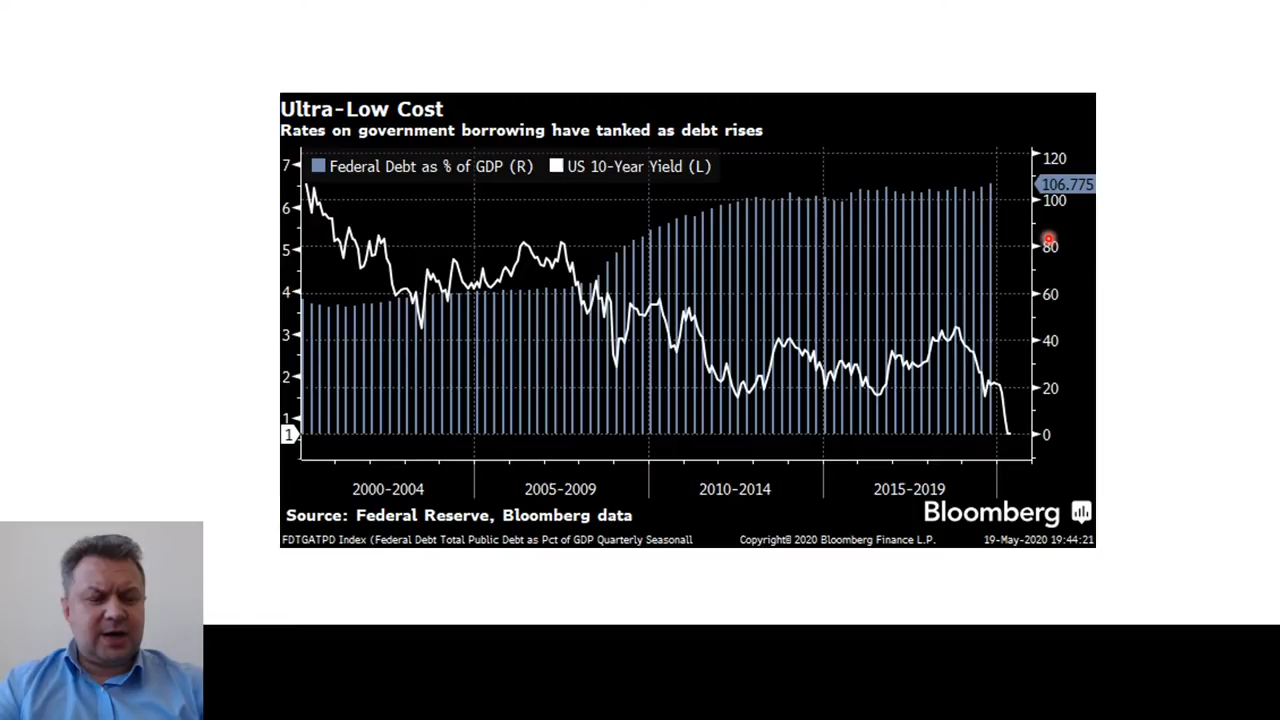 Ultra-Low Cost
Rates on government borrowing have tanked as debt rises
Federal Debt as % of GDP (R) US 10-Year Yield (L)
7
6
5
4
3
2
1
1
120
106.775
100
80
60
40
20
0
2000-2004 2005-2009 2010-2014 2015-2019
Source: Federal Reserve, Bloomberg data
Bloomberg
FDTGATPD Index (Federal Debt Total Public Debt as Pct of GDP Quarterly Seasonall Copyright© 2020 Bloomberg Finance L.P. 19-May-2020 19:44:21